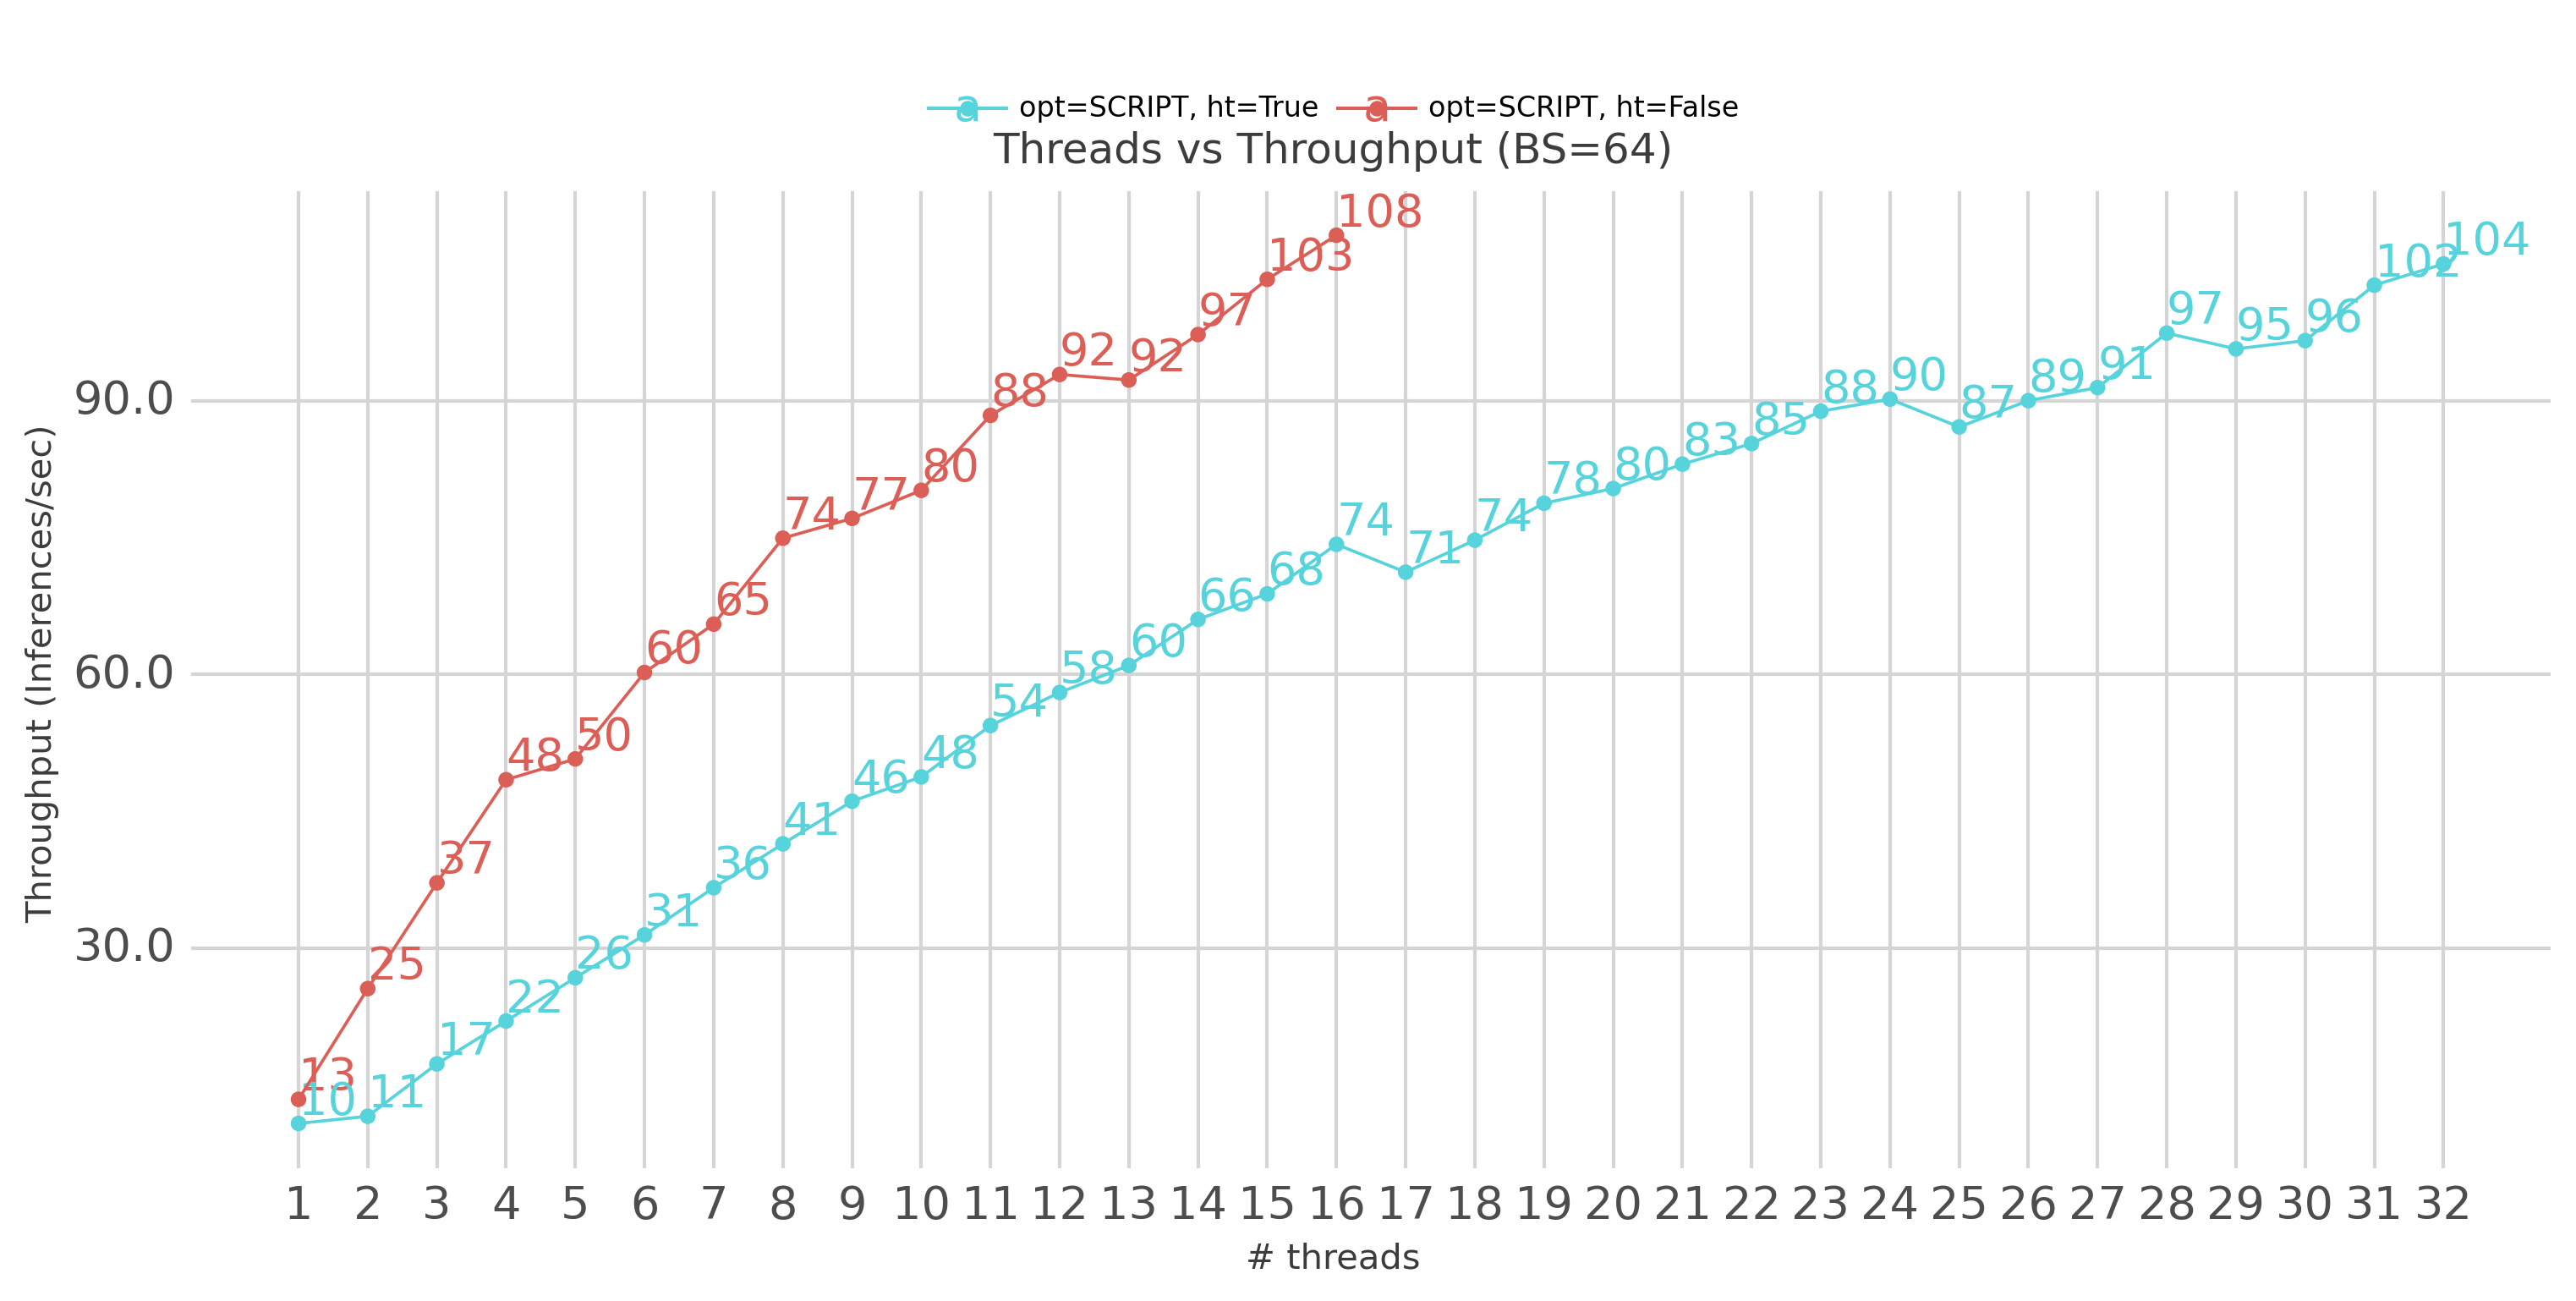 a opt=SCRIPT, ht=True a opt=SCRIPT, ht=False
Threads vs Throughput (BS=64)
Throughput (Inferences/sec)
90.0
60.0
30.0
13 25 37 48 50 60 65 74 77 80 88 92 92 97 103 108
10 11 17 22 26 31 36 41 46 48 54 58 60 66 68 74 71 74 78 80 83 85 88 90 87 89 91 97 95 96 102 104
1 2 3 4 5 6 7 8 9 10 11 12 13 14 15 16 17 18 19 20 21 22 23 24 25 26 27 28 29 30 31 32
# threads